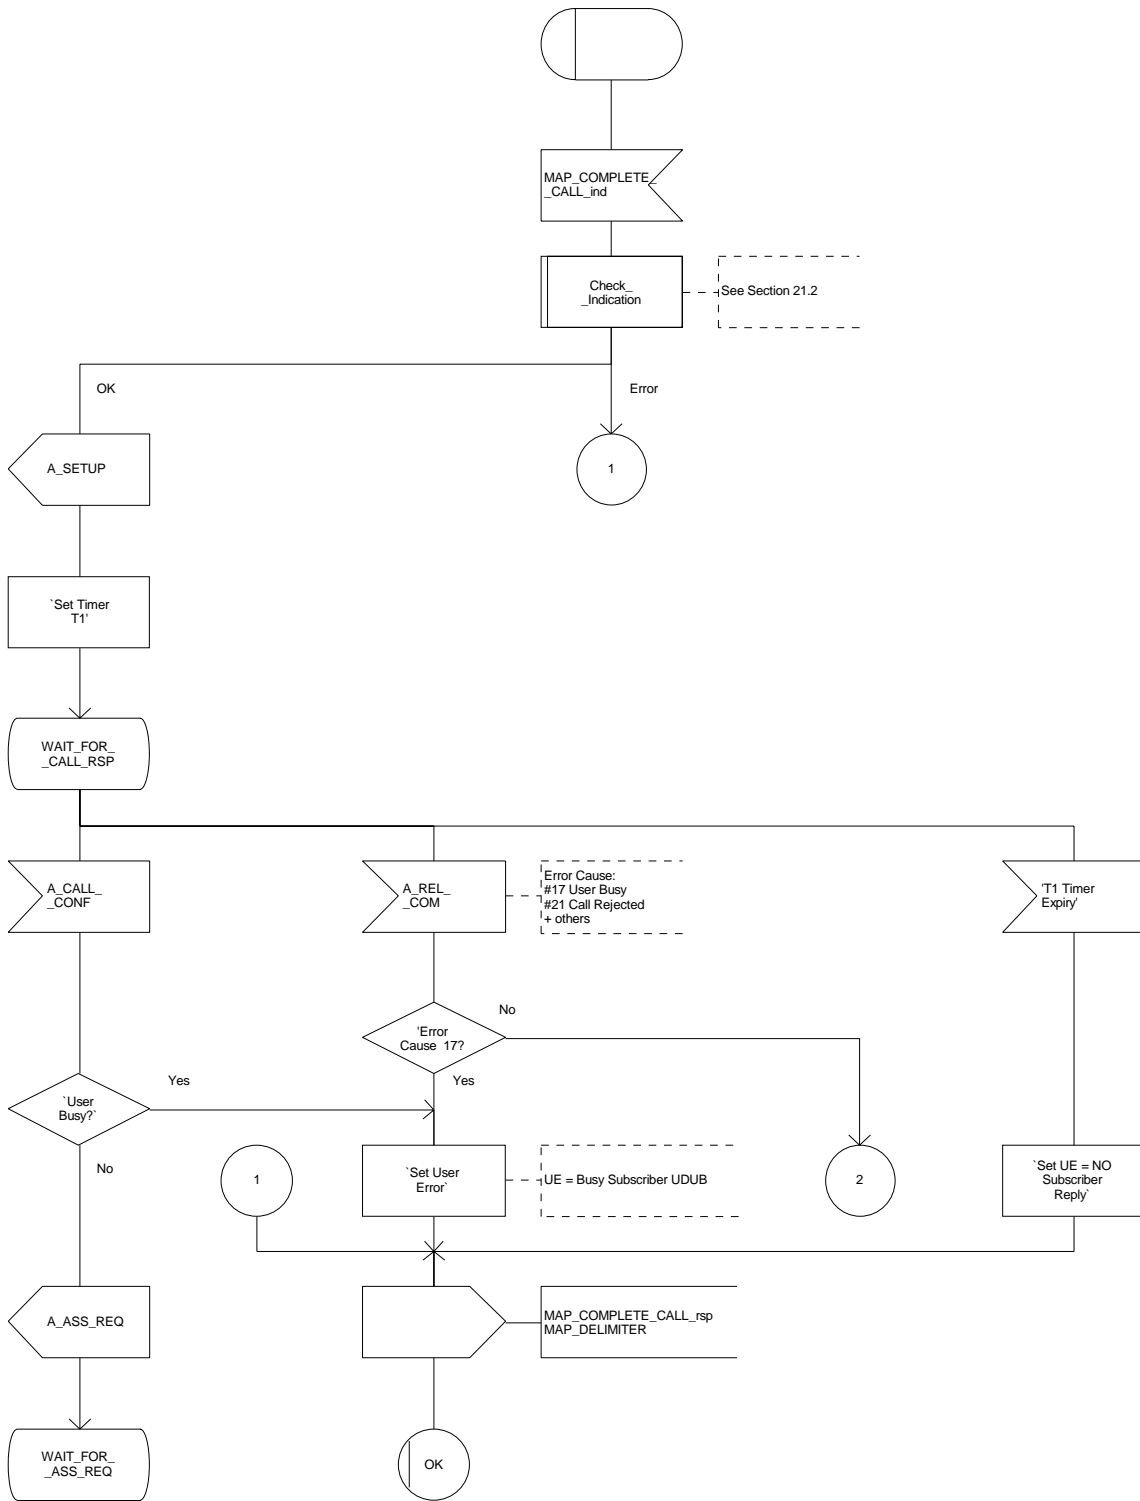 MAP_COMPLETE_
_CALL_ind
Check_
_Indication
See Section 21.2
OK
Error
A_SETUP
1
`Set Timer
T1'
WAIT_FOR_
_CALL_RSP
A_CALL_
_CONF
A_REL_
_COM
Error Cause:
#17 User Busy
#21 Call Rejected
+ others
'T1 Timer
Expiry'
No
'Error
Cause 17?
Yes
Yes
`User
Busy?`
No
1
`Set User
Error`
UE = Busy Subscriber UDUB
2
`Set UE = NO
Subscriber
Reply`
A_ASS_REQ
MAP_COMPLETE_CALL_rsp
MAP_DELIMITER
WAIT_FOR_
_ASS_REQ
OK